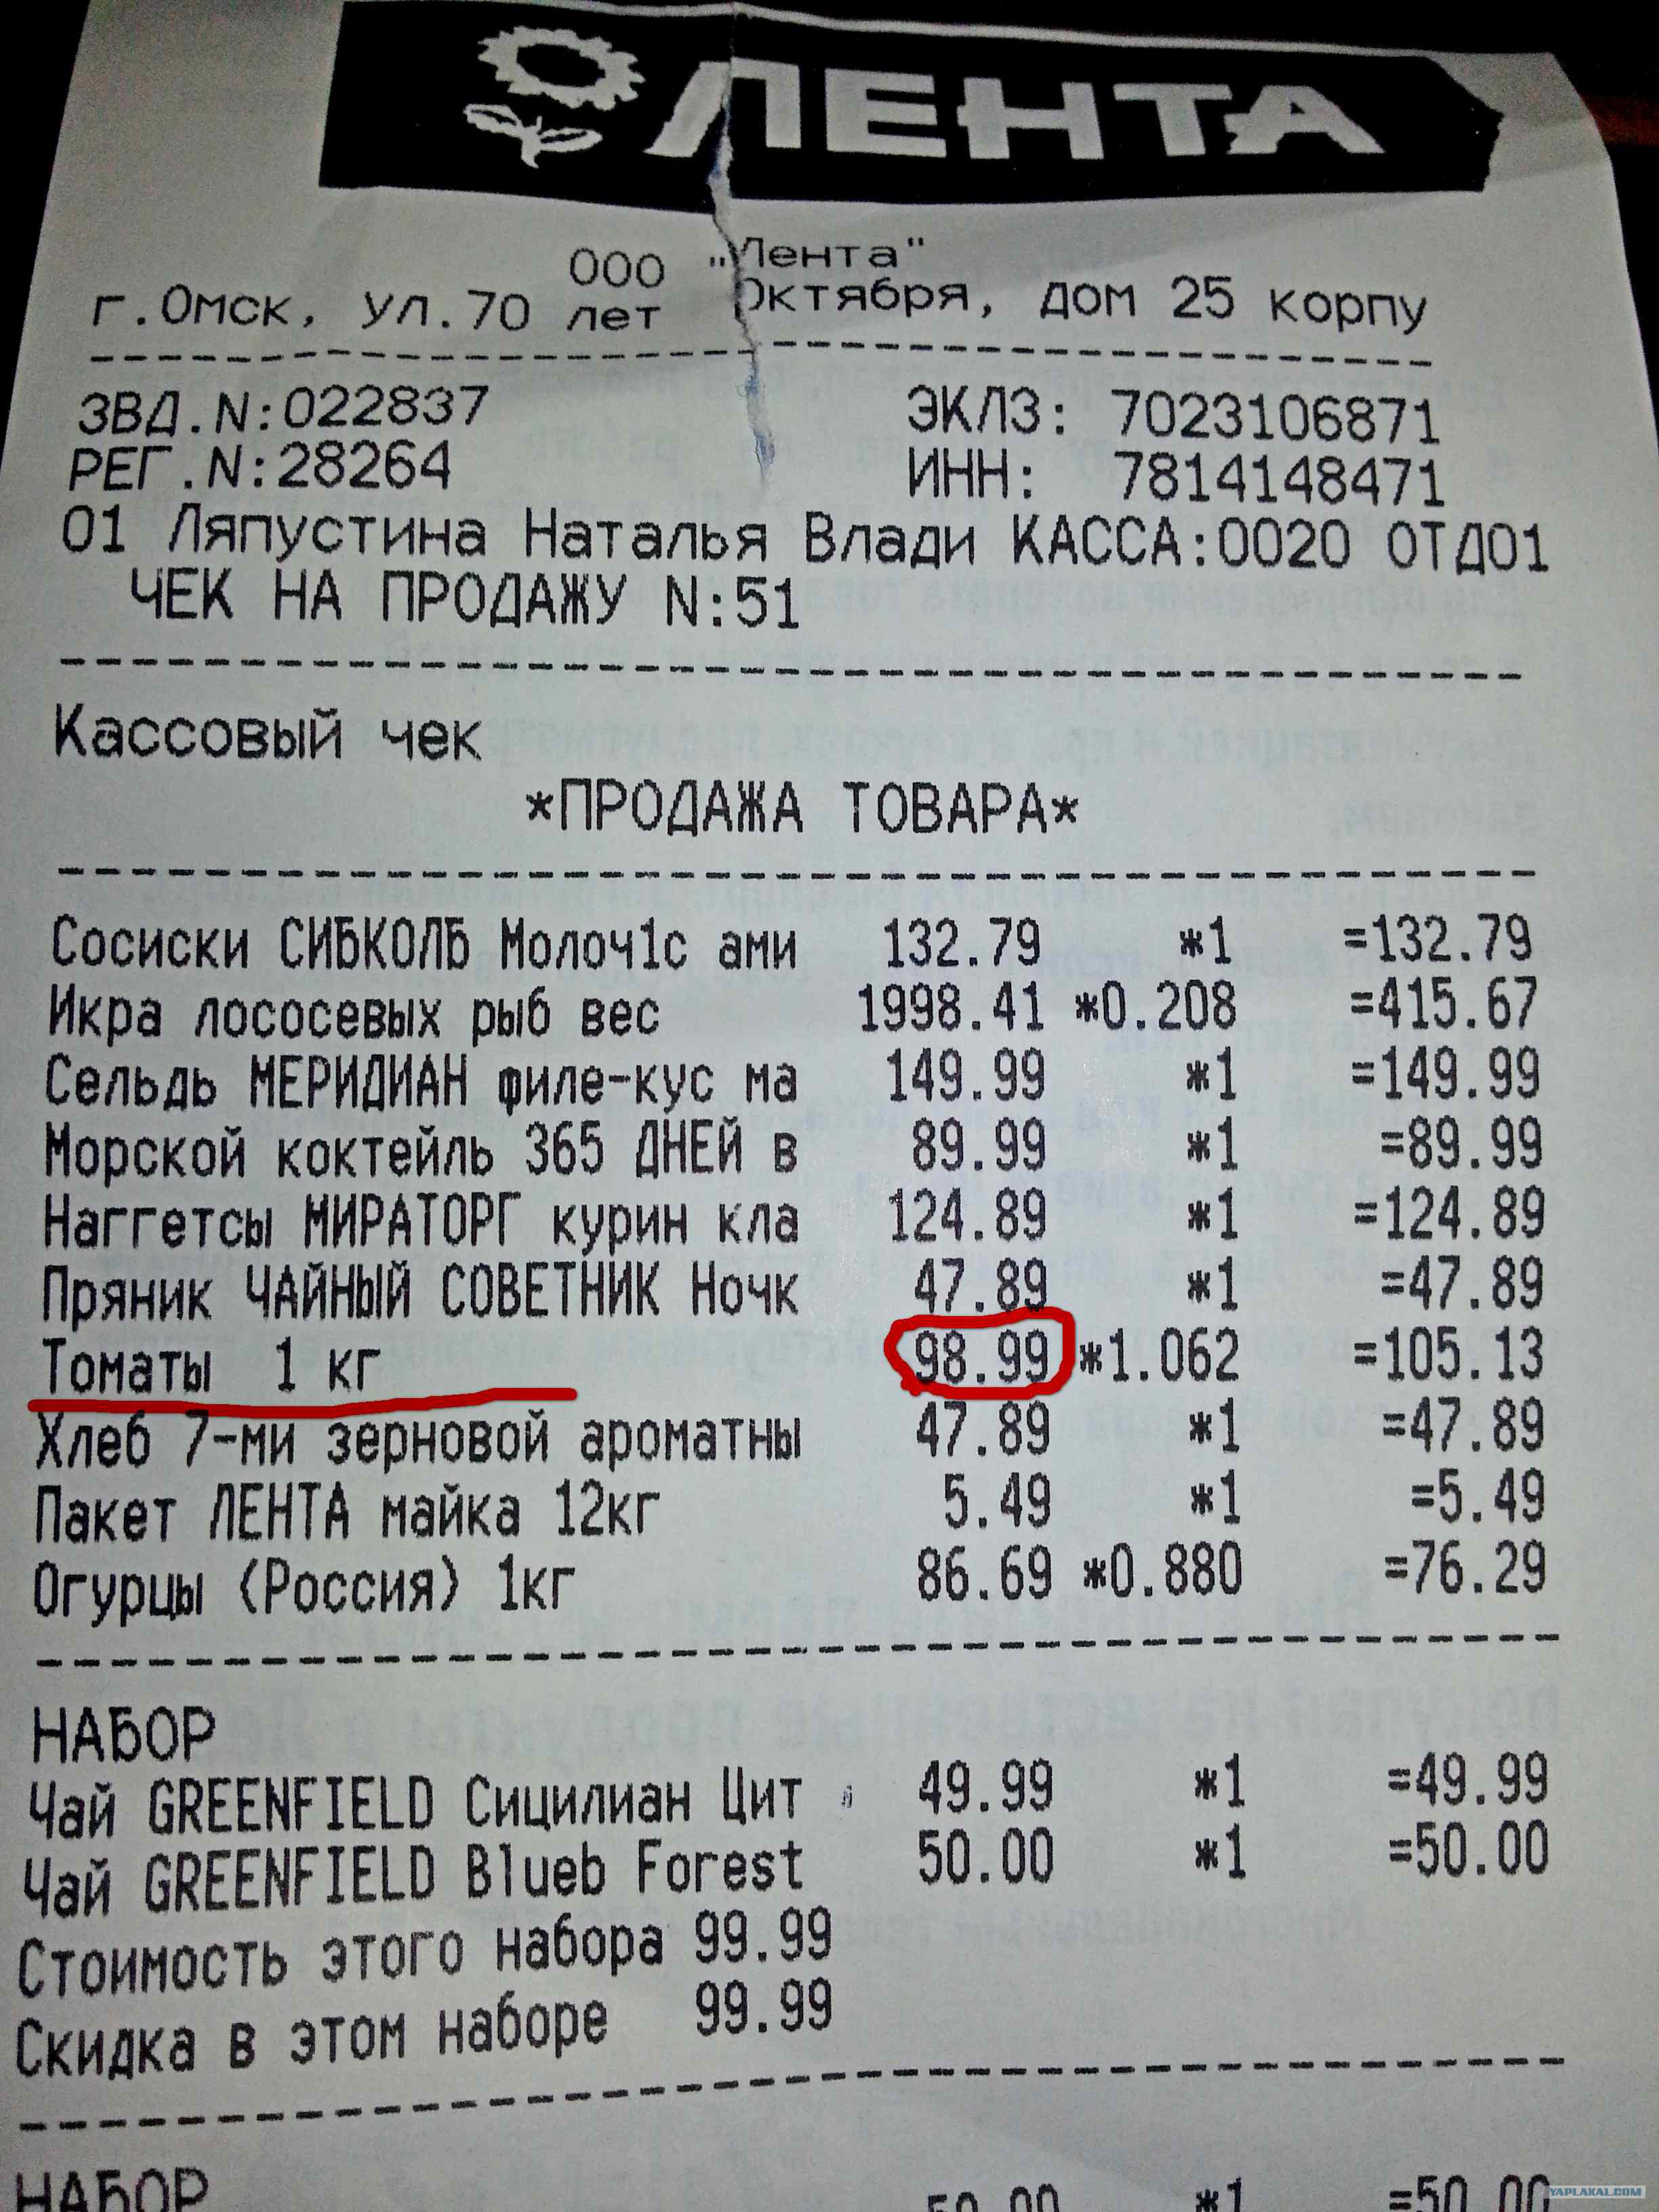 ЛЕНТА
ООО "Лента"
г.Омск, ул.70 лет Октября, дом 25 корпу
ЗВД.N:022837 ЭКЛЗ: 7023106871
РЕГ.N:28264 ИНН: 7814148471
01 Ляпустина Наталья Влади КАССА:0020 ОТД01
ЧЕК НА ПРОДАЖУ N:51
Кассовый чек
*ПРОДАЖА ТОВАРА*
Сосиски СИБКОЛБ Молоч1с ами 132.79 *1 =132.79
Икра лососевых рыб вес 1998.41 *0.208 =415.67
Сельдь МЕРИДИАН филе-кус ма 149.99 *1 =149.99
Морской коктейль 365 ДНЕЙ в 89.99 *1 =89.99
Наггетсы МИРАТОРГ курин кла 124.89 *1 =124.89
Пряник ЧАЙНЫЙ СОВЕТНИК Ночк 47.89 *1 =47.89
Томаты 1 кг 98.99 *1.062 =105.13
Хлеб 7-ми зерновой ароматны 47.89 *1 =47.89
Пакет ЛЕНТА майка 12кг 5.49 *1 =5.49
Огурцы (Россия) 1кг 86.69 *0.880 =76.29
НАБОР
Чай GREENFIELD Сицилиан Цит 49.99 *1 =49.99
Чай GREENFIELD Blueb Forest 50.00 *1 =50.00
Стоимость этого набора 99.99
Скидка в этом наборе 99.99
НАБОР 50.00 *1 =50.00
YAPLAKAL.COM